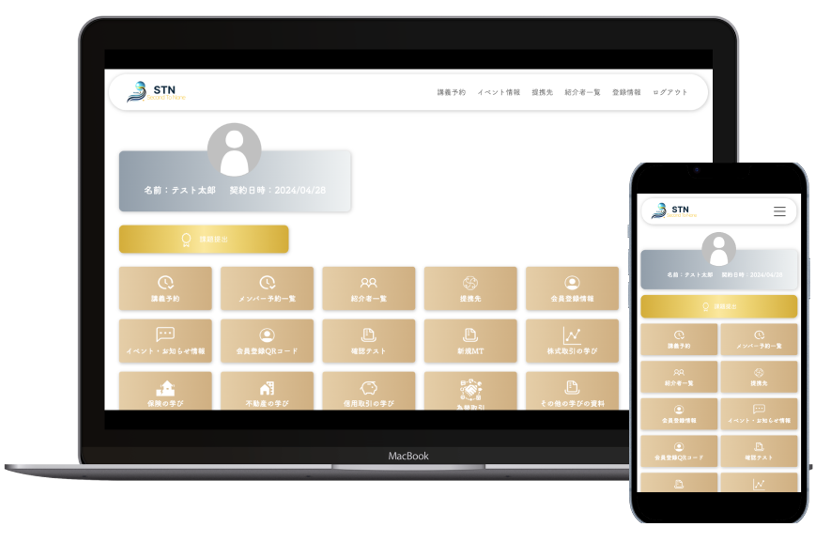 STN
講義予約 イベント情報 提携先 紹介者一覧 登録情報 ログアウト
名前：テスト太郎 契約日時：2024/04/28
講義予約 メンバー予約一覧 紹介者一覧 提携先 会員登録情報
イベント・お知らせ情報 会員登録QRコード 確認テスト 新規MT 株式取引の学び
保険の学び 不動産の学び 信用取引の学び 為替取引 その他の学びの資料
MacBook
STN
名前：テスト太郎 契約日時：2024/04/28
講義予約 メンバー予約一覧
紹介者一覧 提携先
会員登録情報 イベント・お知らせ情報
会員登録QRコード 確認テスト